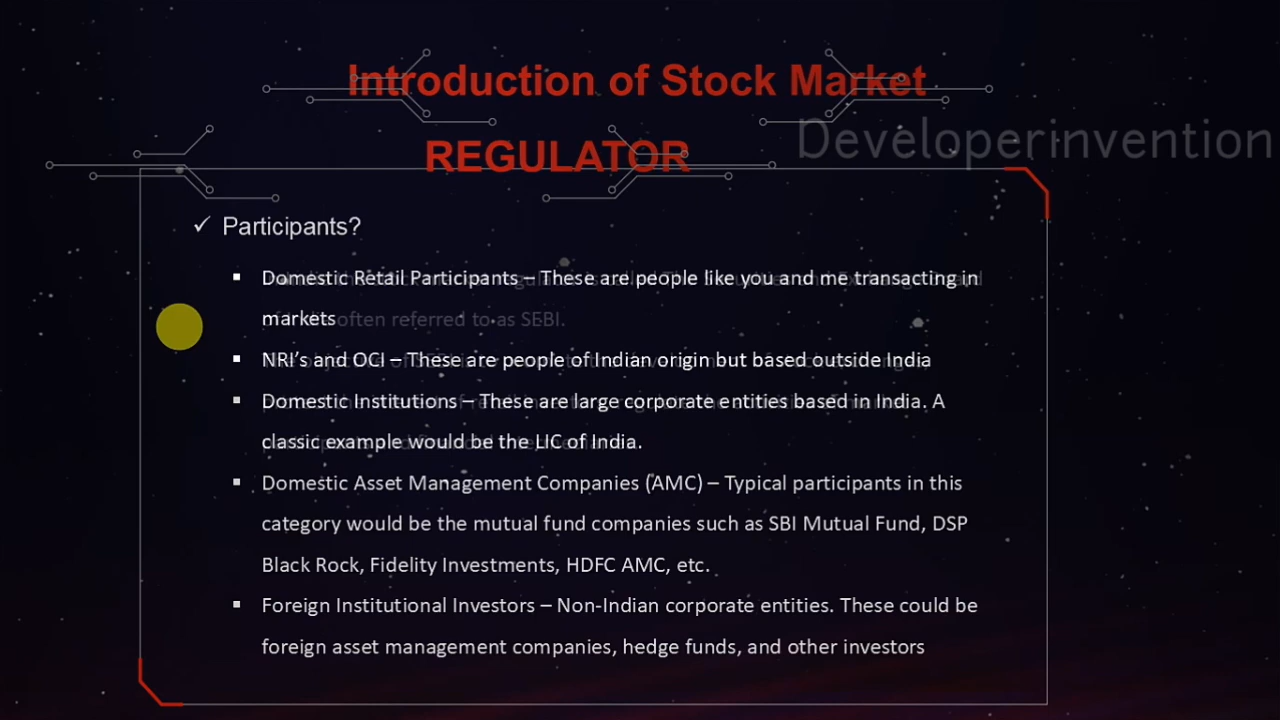 Introduction of Stock Market
REGULATOR
Developerinvention
✓ Participants?
▪ Domestic Retail Participants – These are people like you and me transacting in
markets
often referred to as SEBI.
▪ NRI's and OCI – These are people of Indian origin but based outside India
▪ Domestic Institutions – These are large corporate entities based in India. A
classic example would be the LIC of India.
▪ Domestic Asset Management Companies (AMC) – Typical participants in this
category would be the mutual fund companies such as SBI Mutual Fund, DSP
Black Rock, Fidelity Investments, HDFC AMC, etc.
▪ Foreign Institutional Investors – Non-Indian corporate entities. These could be
foreign asset management companies, hedge funds, and other investors